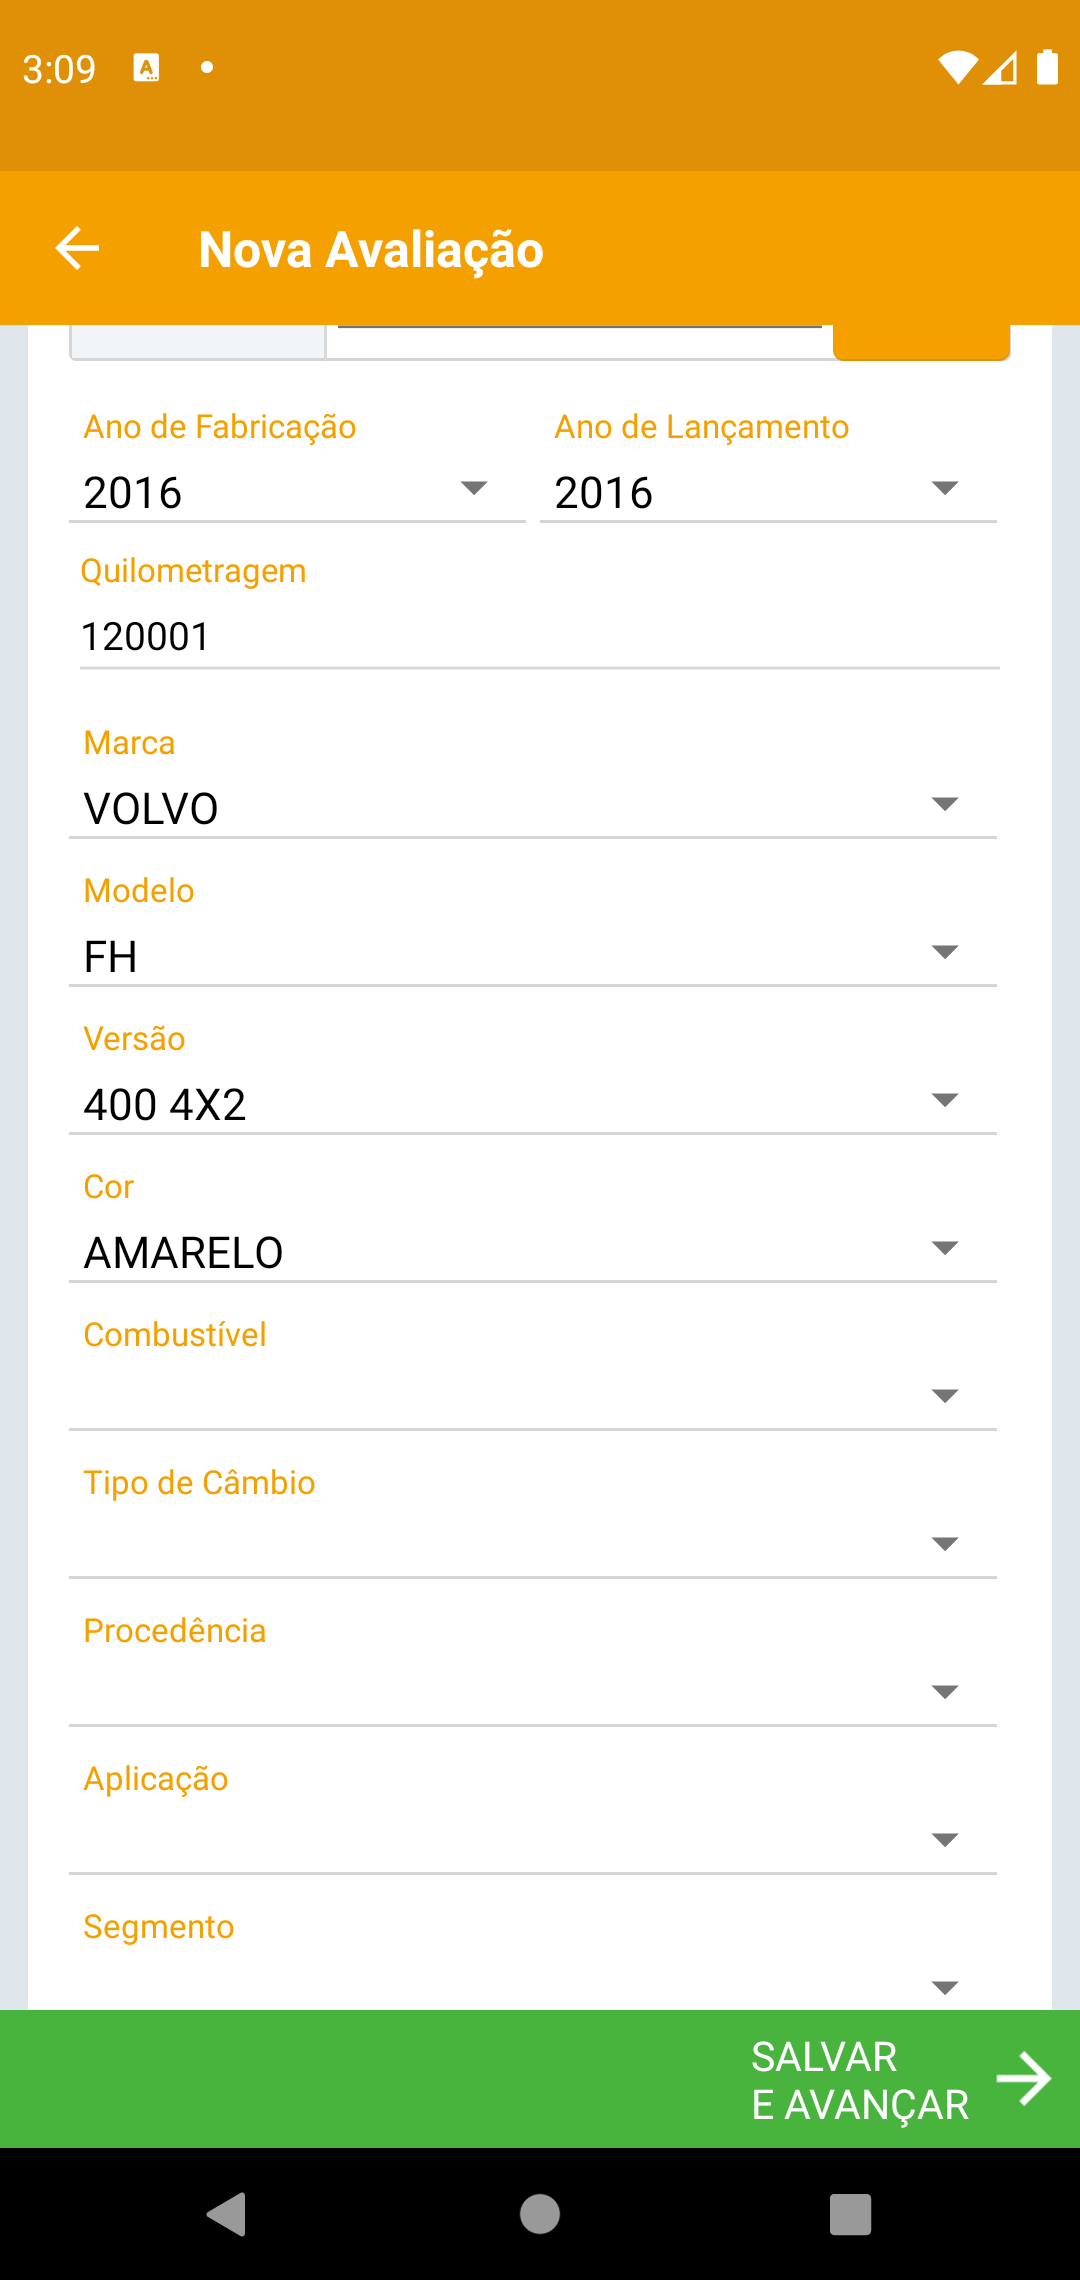 3:09
Nova Avaliação
Ano de Fabricação
Ano de Lançamento
2016
2016
Quilometragem
120001
Marca
VOLVO
Modelo
FH
Versão
400 4X2
Cor
AMARELO
Combustível
Tipo de Câmbio
Procedência
Aplicação
Segmento
SALVAR
E AVANÇAR